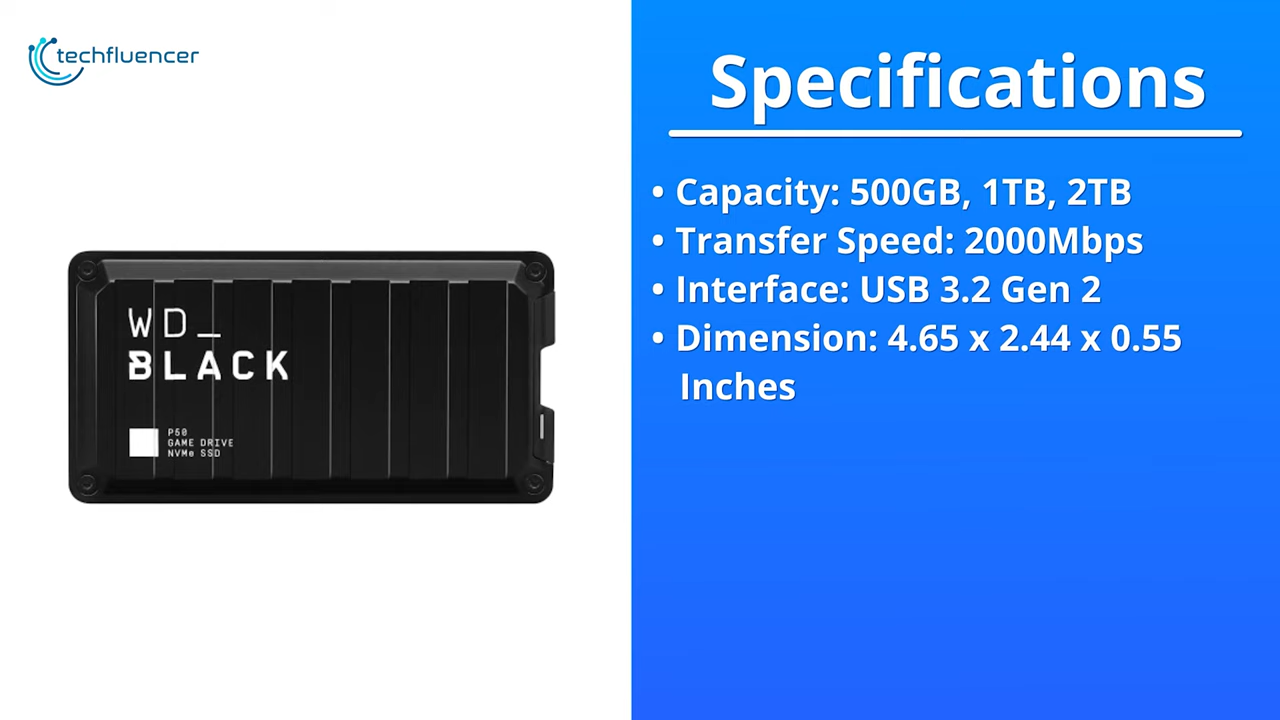 techfluencer
Specifications
• Capacity: 500GB, 1TB, 2TB
• Transfer Speed: 2000Mbps
• Interface: USB 3.2 Gen 2
• Dimension: 4.65 x 2.44 x 0.55
Inches
WD_
BLACK
P50
GAME DRIVE
NVMe SSD